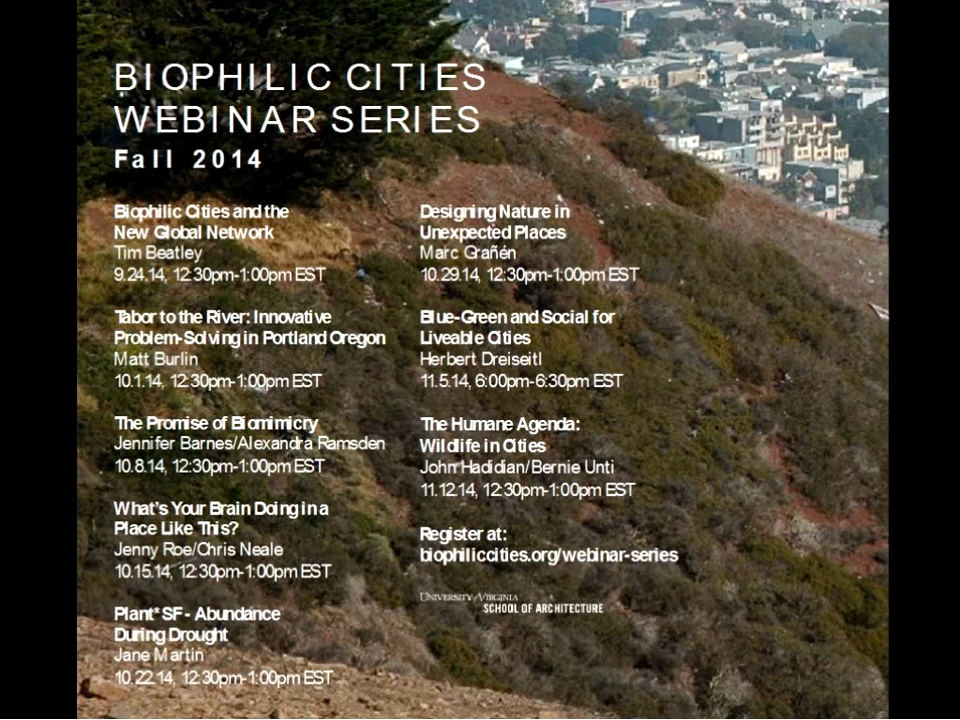 BIOPHILIC CITIES
WEBINAR SERIES
Fall 2014
Biophilic Cities and the
New Global Network
Tim Beatley
9.24.14, 12:30pm-1:00pm EST
Tabor to the River: Innovative
Problem-Solving in Portland Oregon
Matt Burlin
10.1.14, 12:30pm-1:00pm EST
The Promise of Biomimicry
Jennifer Barnes/Alexandra Ramsden
10.8.14, 12:30pm-1:00pm EST
What's Your Brain Doing in a
Place Like This?
Jenny Roe/Chris Neale
10.15.14, 12:30pm-1:00pm EST
Plant*SF - Abundance
During Drought
Jane Martin
10.22.14, 12:30pm-1:00pm EST
Designing Nature in
Unexpected Places
Marc Grañén
10.29.14, 12:30pm-1:00pm EST
Blue-Green and Social for
Liveable Cities
Herbert Dreiseitl
11.5.14, 6:00pm-6:30pm EST
The Humane Agenda:
Wildlife in Cities
John Hadidian/Bernie Unti
11.12.14, 12:30pm-1:00pm EST
Register at:
biophiliccities.org/webinar-series
UNIVERSITY of VIRGINIA
SCHOOL OF ARCHITECTURE